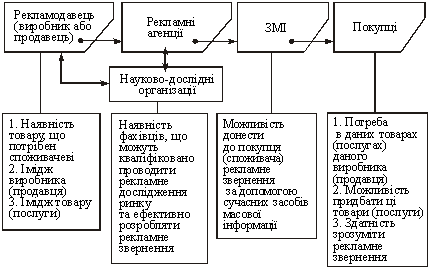 Рекламодавець
(виробник або
продавець)
Рекламні
агенції
ЗМІ
Покупці
Науково-дослідні
організації
1. Наявність
товару, що
потрібен
споживачеві
2. Імідж
виробника
(продавця)
3. Імідж товару
(послуги)
Наявність
фахівців, що
можуть
кваліфіковано
проводити
рекламне
дослідження
ринку
та ефективно
розробляти
рекламне
звернення
Можливість
донести
до покупця
(споживача)
рекламне
звернення
за допомогою
сучасних засобів
масової
інформації
1. Потреба
в даних товарах
(послугах)
даного
виробника
(продавця)
2. Можливість
придбати ці
товари (послуги)
3. Здатність
зрозуміти
рекламне
звернення